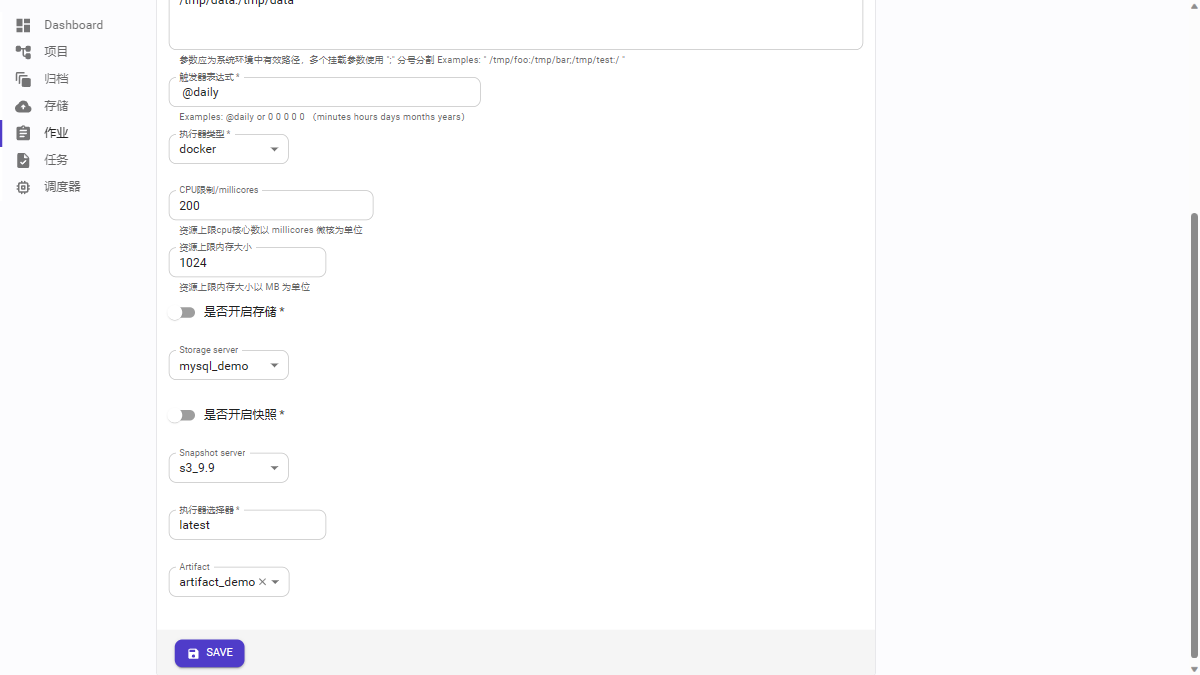 Dashboard
项目
归档
存储
作业
任务
调度器
/tmp/data:/tmp/data
参数应为系统环境中有效路径，多个挂载参数使用 ";" 分号分割 Examples: " /tmp/foo:/tmp/bar;/tmp/test:/ "
触发器表达式 *
@daily
Examples: @daily or 0 0 0 0 0 （minutes hours days months years)
执行器类型 *
docker
CPU限制/millicores
200
资源上限cpu核心数以 millicores 微核为单位
资源上限内存大小
1024
资源上限内存大小以 MB 为单位
是否开启存储 *
Storage server
mysql_demo
是否开启快照 *
Snapshot server
s3_9.9
执行器选择器 *
latest
Artifact
artifact_demo
SAVE